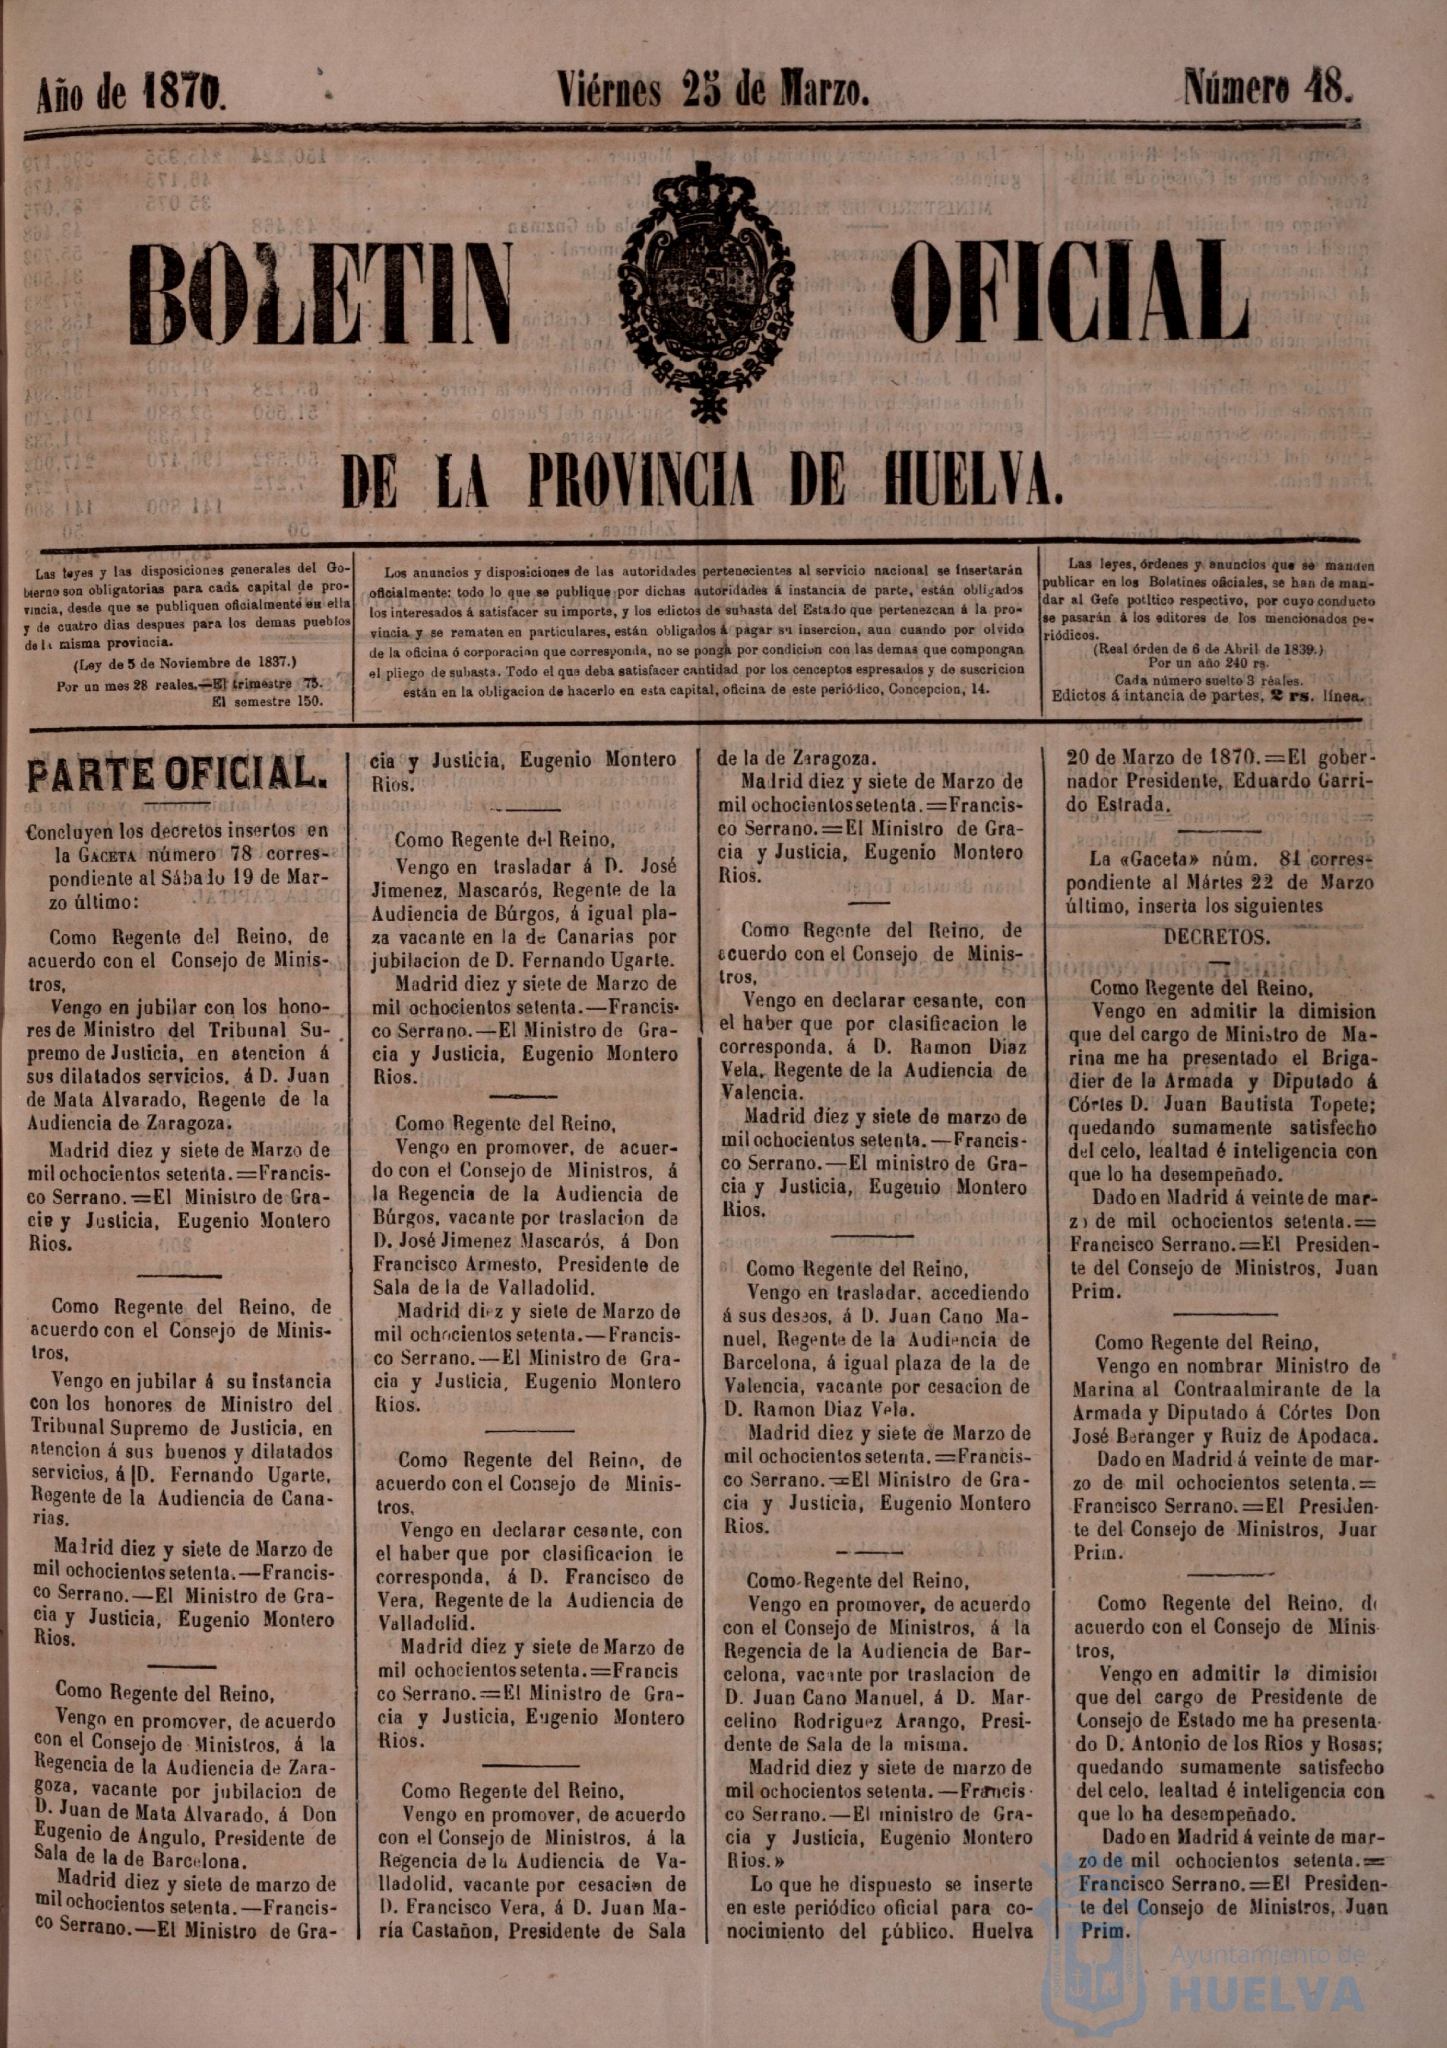 Año de 1870.
Viérnes 25 de Marzo.
Número 48.
BOLETIN OFICIAL
DE LA PROVINCIA DE HUELVA.
Las leyes y las disposiciones generales del Go-
bierno son obligatorias para cada capital de pro-
vincia, desde que se publiquen oficialmente en ella
y de cuatro dias despues para los demas pueblos
de la misma provincia.
(Ley de 5 de Noviembre de 1837.)
Por un mes 28 reales.—El trimestre 75.
El semestre 150.
Los anuncios y disposiciones de las autoridades pertenecientes al servicio nacional se insertarán
oficialmente: todo lo que se publique por dichas autoridades á instancia de parte, están obligados
los interesados á satisfacer su importe, y los edictos de subasta del Estado que pertenezcan á la pro-
vincia y se rematen en particulares, están obligados á pagar su insercion, aun cuando por olvido
de la oficina ó corporacion que corresponda, no se ponga por condicion con las demas que compongan
el pliego de subasta. Todo el que deba satisfacer cantidad por los cenceptos espresados y de suscricion
están en la obligacion de hacerlo en esta capital, oficina de este periódico, Concepcion, 14.
Las leyes, órdenes y anuncios que se manden
publicar en los Boletines oficiales, se han de man-
dar al Gefe potltico respectivo, por cuyo conducto
se pasarán á los editores de los mencionados pe-
riódicos.
(Real órden de 6 de Abril de 1839.)
Por un año 240 rs.
Cada número suelto 3 reales.
Edictos á intancia de partes, 2 rs. línea.
PARTE OFICIAL.
Concluyen los decretos insertos en
la GACETA número 78 corres-
pondiente al Sábado 19 de Mar-
zo último:
Como Regente del Reino, de
acuerdo con el Consejo de Minis-
tros,
Vengo en jubilar con los hono-
res de Ministro del Tribunal Su-
premo de Justicia, en atencion á
sus dilatados servicios, á D. Juan
de Mata Alvarado, Regente de la
Audiencia de Zaragoza.
Madrid diez y siete de Marzo de
mil ochocientos setenta.=Francis-
co Serrano.=El Ministro de Gra-
cia y Justicia, Eugenio Montero
Rios.
Como Regente del Reino, de
acuerdo con el Consejo de Minis-
tros,
Vengo en jubilar á su instancia
con los honores de Ministro del
Tribunal Supremo de Justicia, en
atencion á sus buenos y dilatados
servicios, á D. Fernando Ugarte,
Regente de la Audiencia de Cana-
rias.
Madrid diez y siete de Marzo de
mil ochocientos setenta.—Francis-
co Serrano.—El Ministro de Gra-
cia y Justicia, Eugenio Montero
Rios.
Como Regente del Reino,
Vengo en promover, de acuerdo
con el Consejo de Ministros, á la
Regencia de la Audiencia de Zara-
goza, vacante por jubilacion de
D. Juan de Mata Alvarado, á Don
Eugenio de Angulo, Presidente de
Sala de la de Barcelona.
Madrid diez y siete de marzo de
mil ochocientos setenta.—Francis-
co Serrano.—El Ministro de Gra-
cia y Justicia, Eugenio Montero
Rios.
Como Regente del Reino,
Vengo en trasladar á D. José
Jimenez, Mascarós, Regente de la
Audiencia de Búrgos, á igual pla-
za vacante en la de Canarias por
jubilacion de D. Fernando Ugarte.
Madrid diez y siete de Marzo de
mil ochocientos setenta.—Francis-
co Serrano.—El Ministro de Gra-
cia y Justicia, Eugenio Montero
Rios.
Como Regente del Reino,
Vengo en promover, de acuer-
do con el Consejo de Ministros, á
la Regencia de la Audiencia de
Búrgos, vacante por traslacion de
D. José Jimenez Mascarós, á Don
Francisco Armesto, Presidente de
Sala de la de Valladolid.
Madrid diez y siete de Marzo de
mil ochocientos setenta.—Francis-
co Serrano.—El Ministro de Gra-
cia y Justicia, Eugenio Montero
Rios.
Como Regente del Reino, de
acuerdo con el Consejo de Minis-
tros,
Vengo en declarar cesante, con
el haber que por clasificacion le
corresponda, á D. Francisco de
Vera, Regente de la Audiencia de
Valladolid.
Madrid diez y siete de Marzo de
mil ochocientos setenta.=Francis
co Serrano.=El Ministro de Gra-
cia y Justicia, Eugenio Montero
Rios.
Como Regente del Reino,
Vengo en promover, de acuerdo
con el Consejo de Ministros, á la
Regencia de la Audiencia de Va-
lladolid, vacante por cesacion de
D. Francisco Vera, á D. Juan Ma-
ría Castañon, Presidente de Sala
de la de Zaragoza.
Madrid diez y siete de Marzo de
mil ochocientos setenta.=Francis-
co Serrano.=El Ministro de Gra-
cia y Justicia, Eugenio Montero
Rios.
Como Regente del Reino, de
acuerdo con el Consejo de Minis-
tros,
Vengo en declarar cesante, con
el haber que por clasificacion le
corresponda, á D. Ramon Diaz
Vela, Regente de la Audiencia de
Valencia.
Madrid diez y siete de marzo de
mil ochocientos setenta.—Francis-
co Serrano.—El ministro de Gra-
cia y Justicia, Eugenio Montero
Rios.
Como Regente del Reino,
Vengo en trasladar, accediendo
á sus deseos, á D. Juan Cano Ma-
nuel, Regente de la Audiencia de
Barcelona, á igual plaza de la de
Valencia, vacante por cesacion de
D. Ramon Diaz Vela.
Madrid diez y siete de Marzo de
mil ochocientos setenta.=Francis-
co Serrano.=El Ministro de Gra-
cia y Justicia, Eugenio Montero
Rios.
Como Regente del Reino,
Vengo en promover, de acuerdo
con el Consejo de Ministros, á la
Regencia de la Audiencia de Bar-
celona, vacante por traslacion de
D. Juan Cano Manuel, á D. Mar-
celino Rodriguez Arango, Presi-
dente de Sala de la misma.
Madrid diez y siete de marzo de
mil ochocientos setenta.—Francis-
co Serrano.—El ministro de Gra-
cia y Justicia, Eugenio Montero
Rios.»
Lo que he dispuesto se inserte
en este periódico oficial para co-
nocimiento del público. Huelva
20 de Marzo de 1870.=El gober-
nador Presidente, Eduardo Garri-
do Estrada.
La «Gaceta» núm. 81 corres-
pondiente al Mártes 22 de Marzo
último, inserta los siguientes
DECRETOS.
Como Regente del Reino,
Vengo en admitir la dimision
que del cargo de Ministro de Ma-
rina me ha presentado el Briga-
dier de la Armada y Diputado á
Córtes D. Juan Bautista Topete;
quedando sumamente satisfecho
del celo, lealtad é inteligencia con
que lo ha desempeñado.
Dado en Madrid á veinte de mar-
zo de mil ochocientos setenta.=
Francisco Serrano.=El Presiden-
te del Consejo de Ministros, Juan
Prim.
Como Regente del Reino,
Vengo en nombrar Ministro de
Marina al Contraalmirante de la
Armada y Diputado á Córtes Don
José Beranger y Ruiz de Apodaca.
Dado en Madrid á veinte de mar-
zo de mil ochocientos setenta.=
Francisco Serrano.=El Presiden-
te del Consejo de Ministros, Juar
Prim.
Como Regente del Reino, de
acuerdo con el Consejo de Minis-
tros,
Vengo en admitir la dimision
que del cargo de Presidente de
Consejo de Estado me ha presenta-
do D. Antonio de los Rios y Rosas;
quedando sumamente satisfecho
del celo, lealtad é inteligencia con
que lo ha desempeñado.
Dado en Madrid á veinte de mar-
zo de mil ochocientos setenta.=
Francisco Serrano.=El Presiden-
te del Consejo de Ministros, Juan
Prim.
Ayuntamiento de
HUELVA